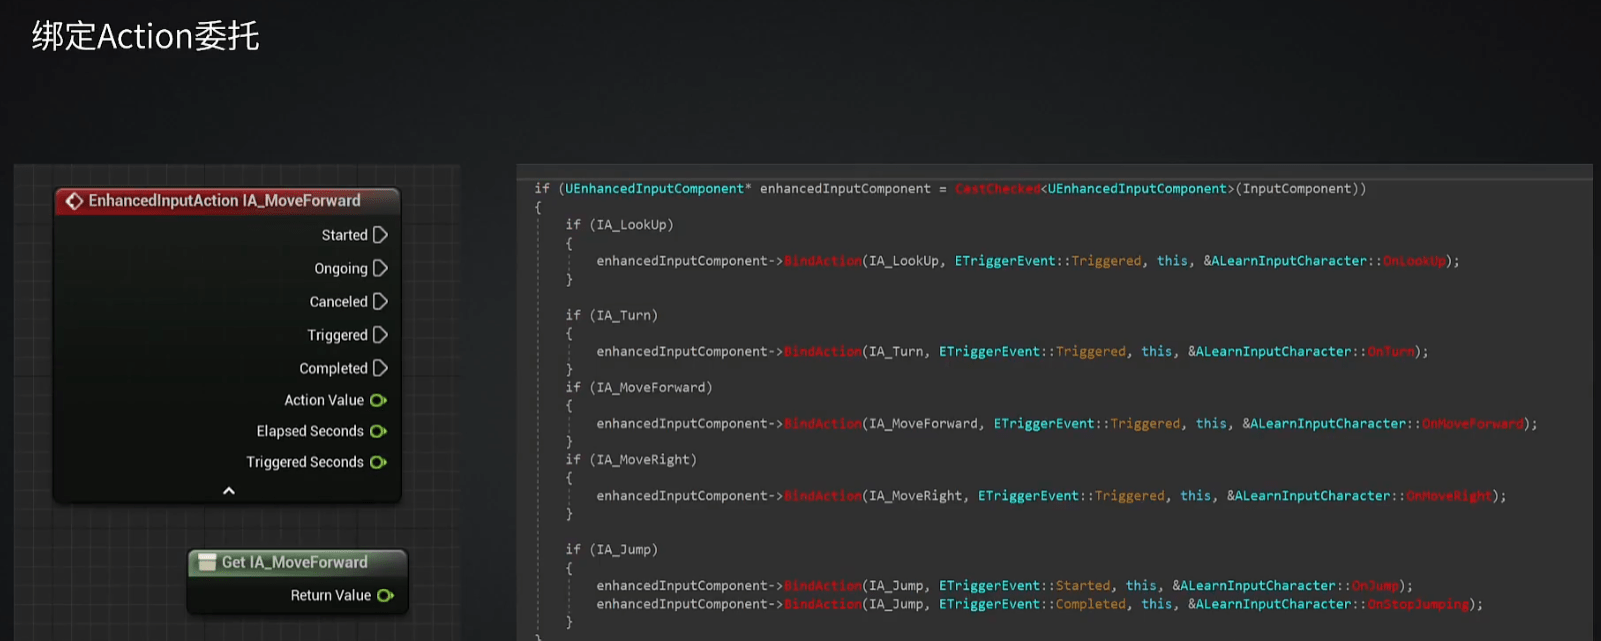 绑定Action委托
EnhancedInputAction IA_MoveForward
Started
Ongoing
Canceled
Triggered
Completed
Action Value
Elapsed Seconds
Triggered Seconds
Get IA_MoveForward
Return Value
if (UEnhancedInputComponent* enhancedInputComponent = CastChecked<UEnhancedInputComponent>(InputComponent))
{
if (IA_LookUp)
{
enhancedInputComponent->BindAction(IA_LookUp, ETriggerEvent::Triggered, this, &ALearnInputCharacter::OnLookUp);
}
if (IA_Turn)
{
enhancedInputComponent->BindAction(IA_Turn, ETriggerEvent::Triggered, this, &ALearnInputCharacter::OnTurn);
}
if (IA_MoveForward)
{
enhancedInputComponent->BindAction(IA_MoveForward, ETriggerEvent::Triggered, this, &ALearnInputCharacter::OnMoveForward);
}
if (IA_MoveRight)
{
enhancedInputComponent->BindAction(IA_MoveRight, ETriggerEvent::Triggered, this, &ALearnInputCharacter::OnMoveRight);
}
if (IA_Jump)
{
enhancedInputComponent->BindAction(IA_Jump, ETriggerEvent::Started, this, &ALearnInputCharacter::OnJump);
enhancedInputComponent->BindAction(IA_Jump, ETriggerEvent::Completed, this, &ALearnInputCharacter::OnStopJumping);
}
}